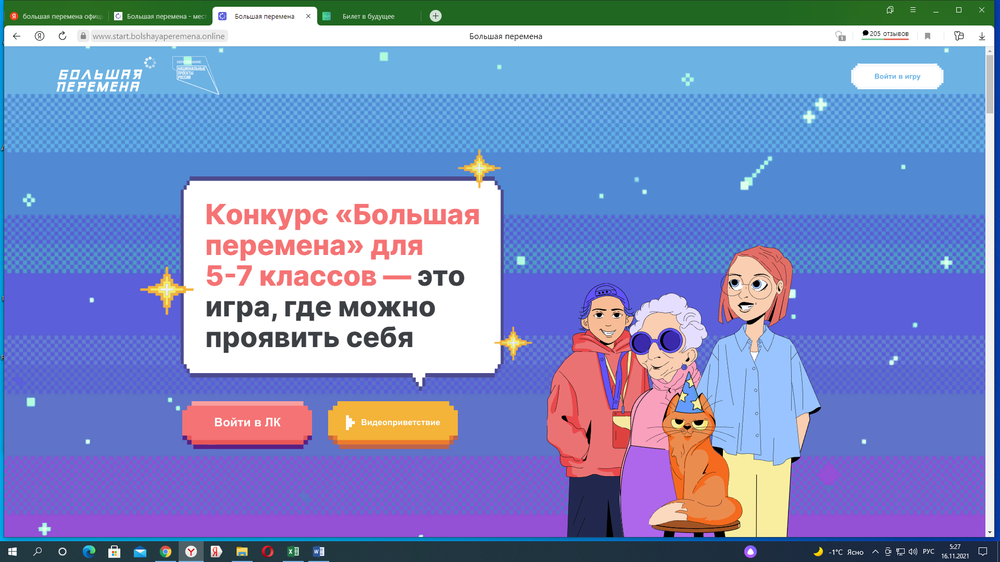 большая перемена офиц
Большая перемена - мест
Большая перемена
Билет в будущее
www.start.bolshayaperemena.online
Большая перемена
1
205 отзывов
БОЛЬШАЯ
ПЕРЕМЕНА
ОБРАЗОВАНИЕ
НАЦИОНАЛЬНЫЕ
ПРОЕКТЫ
РОССИИ
Войти в игру
Конкурс «Большая
перемена» для
5-7 классов — это
игра, где можно
проявить себя
Войти в ЛК
Видеоприветствие
-1°C Ясно
РУС
5:27
16.11.2021